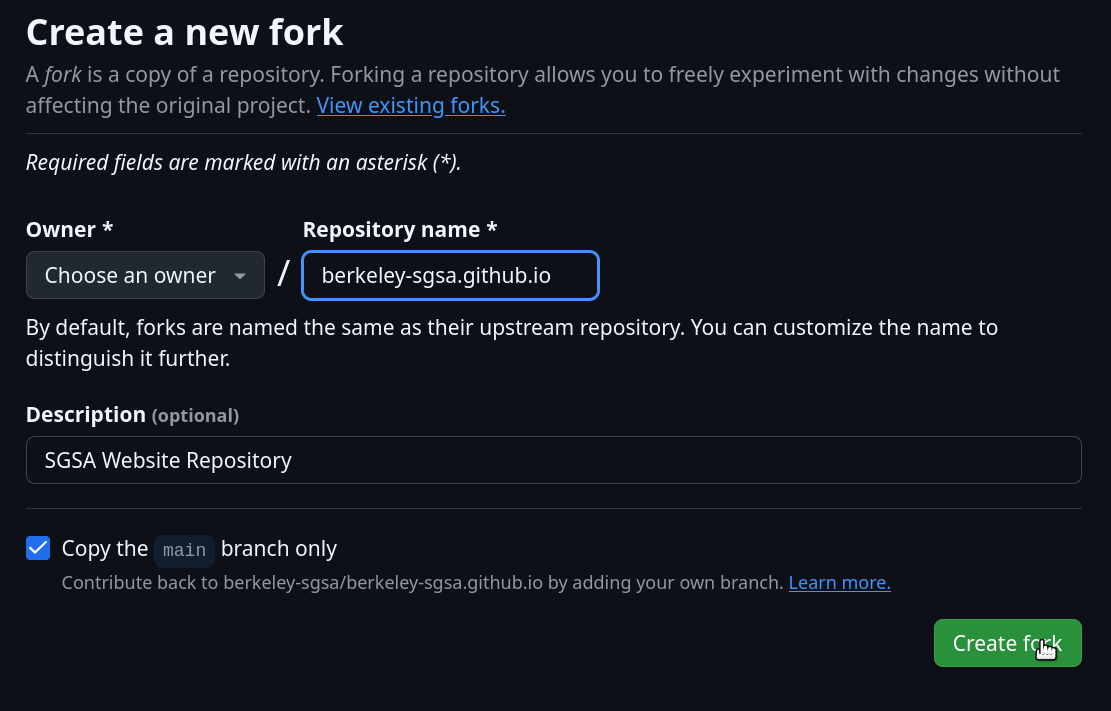 Create a new fork
A fork is a copy of a repository. Forking a repository allows you to freely experiment with changes without
affecting the original project. View existing forks.
Required fields are marked with an asterisk (*).
Owner * Repository name *
Choose an owner / berkeley-sgsa.github.io
By default, forks are named the same as their upstream repository. You can customize the name to
distinguish it further.
Description (optional)
SGSA Website Repository
Copy the main branch only
Contribute back to berkeley-sgsa/berkeley-sgsa.github.io by adding your own branch. Learn more.
Create fork